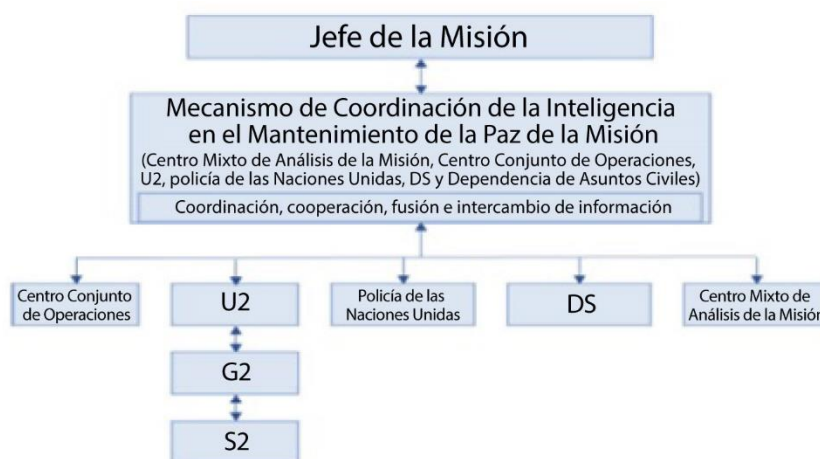 Jefe de la Misión
Mecanismo de Coordinación de la Inteligencia
en el Mantenimiento de la Paz de la Misión
(Centro Mixto de Análisis de la Misión, Centro Conjunto de Operaciones,
U2, policía de las Naciones Unidas, DS y Dependencia de Asuntos Civiles)
Coordinación, cooperación, fusión e intercambio de información
Centro Conjunto
de Operaciones
U2
Policía de las
Naciones Unidas
DS
Centro Mixto de
Análisis de la Misión
G2
S2